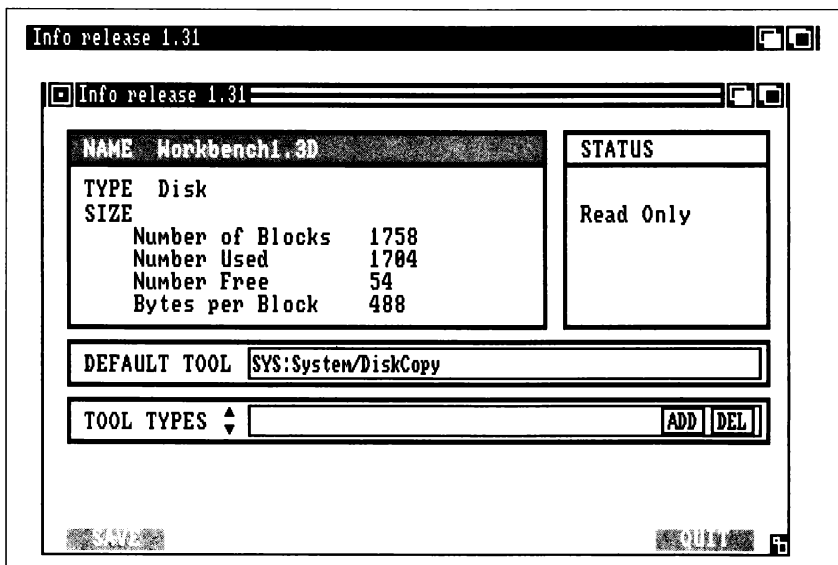 Info release 1.31
Info release 1.31
NAME Workbench1.3D
STATUS
TYPE Disk
SIZE
Read Only
Number of Blocks 1758
Number Used 1704
Number Free 54
Bytes per Block 488
DEFAULT TOOL SYS:System/DiskCopy
TOOL TYPES ADD DEL
SAVE QUIT